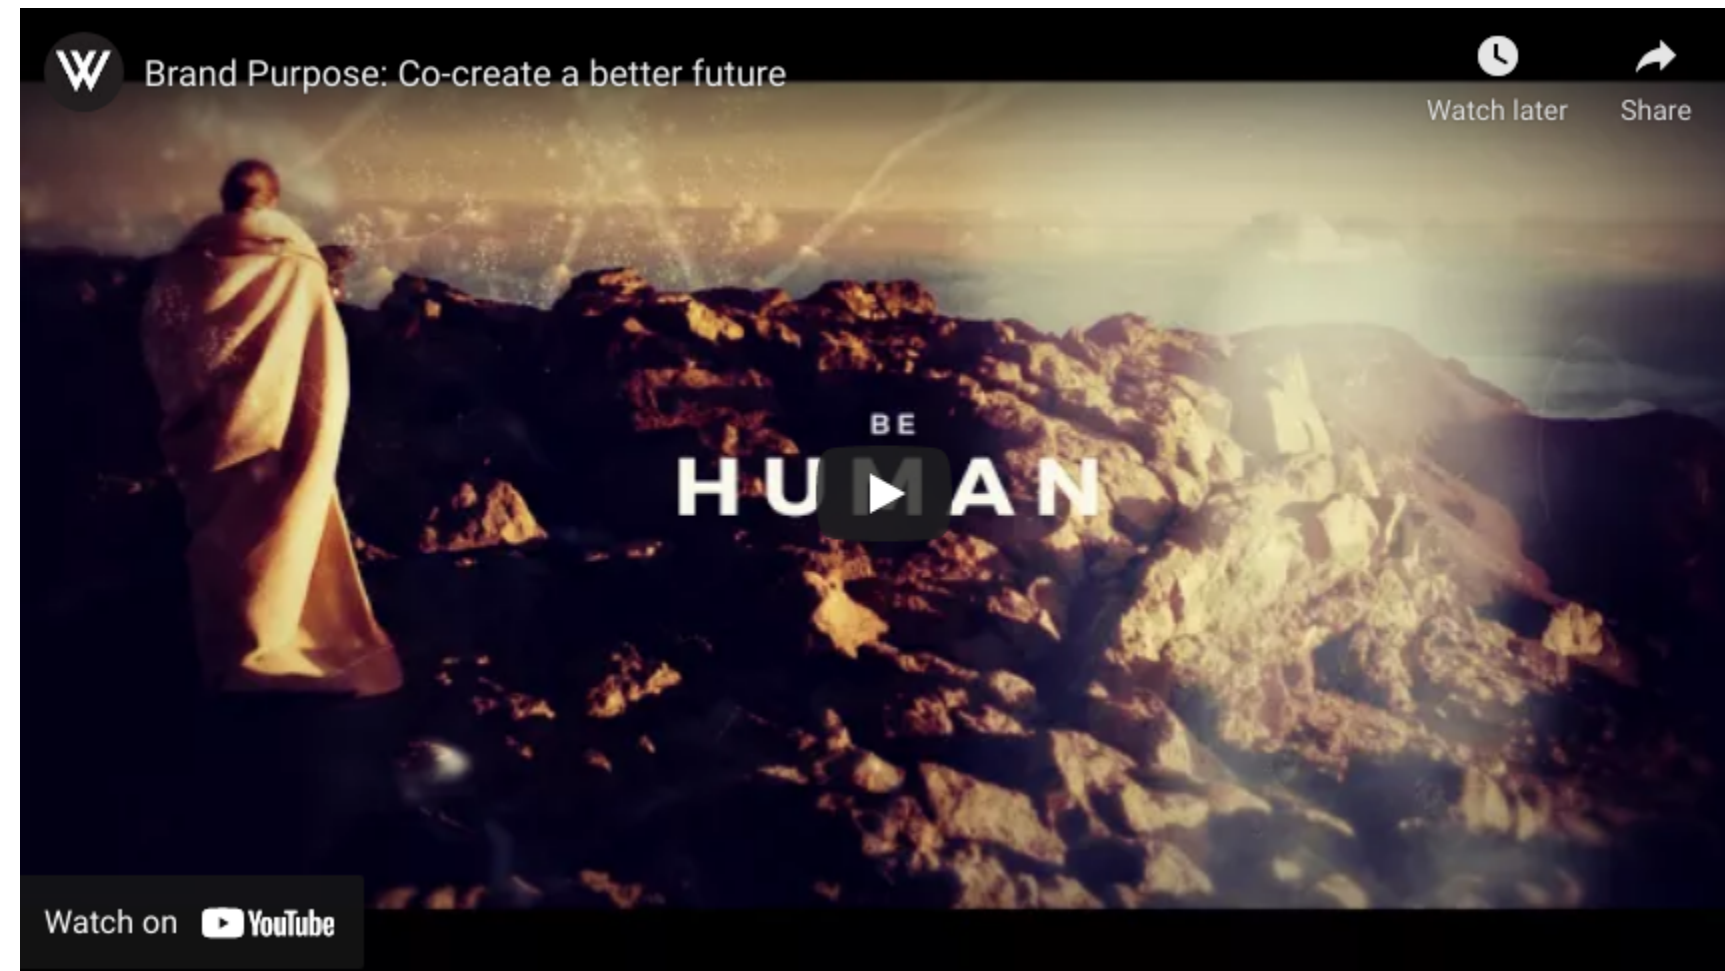 W Brand Purpose: Co-create a better future
Watch later
Share
BE
HUMAN
Watch on YouTube